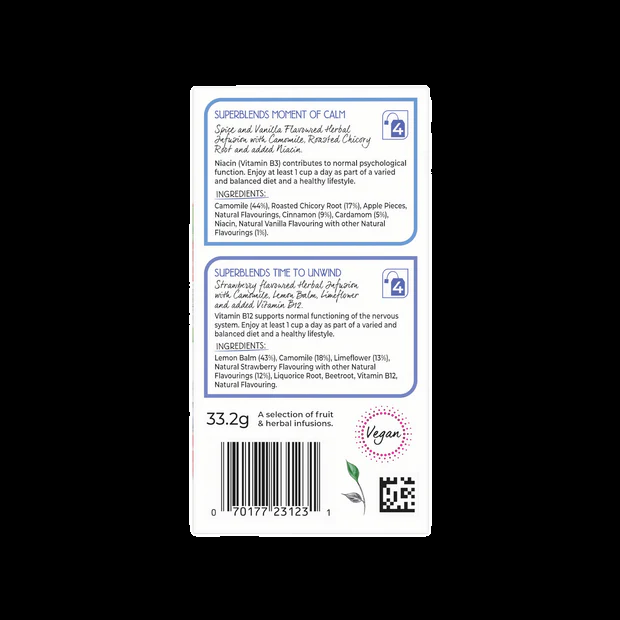 SUPERBLENDS MOMENT OF CALM
Spice and Vanilla Flavoured Herbal
Infusion with Camomile, Roasted Chicory
Root and added Niacin.
4
Niacin (Vitamin B3) contributes to normal psychological
function. Enjoy at least 1 cup a day as part of a varied
and balanced diet and a healthy lifestyle.
INGREDIENTS:
Camomile (44%), Roasted Chicory Root (17%), Apple Pieces,
Natural Flavourings, Cinnamon (9%), Cardamom (5%),
Niacin, Natural Vanilla Flavouring with other Natural
Flavourings (1%).
SUPERBLENDS TIME TO UNWIND
Strawberry flavoured Herbal Infusion
with Camomile, Lemon Balm, Limeflower
and added Vitamin B12.
4
Vitamin B12 supports normal functioning of the nervous
system. Enjoy at least 1 cup a day as part of a varied and
balanced diet and a healthy lifestyle.
INGREDIENTS:
Lemon Balm (43%), Camomile (18%), Limeflower (13%),
Natural Strawberry Flavouring with other Natural
Flavourings (12%), Liquorice Root, Beetroot, Vitamin B12,
Natural Flavouring.
33.2g
A selection of fruit
& herbal infusions.
Vegan
0 70177 23123 1